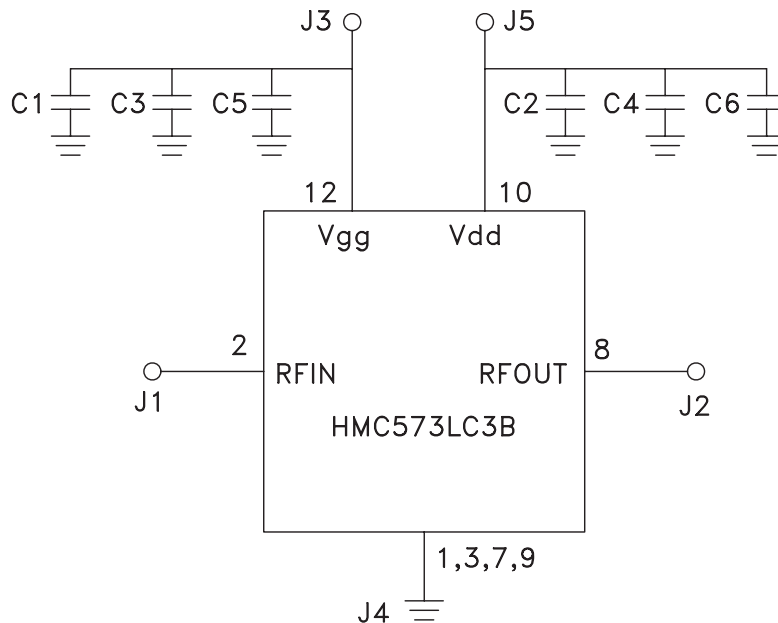 J3 J5
C1 C3 C5 C2 C4 C6
12 10
Vgg Vdd
2 8
RFIN RFOUT
J1 J2
HMC573LC3B
1,3,7,9
J4